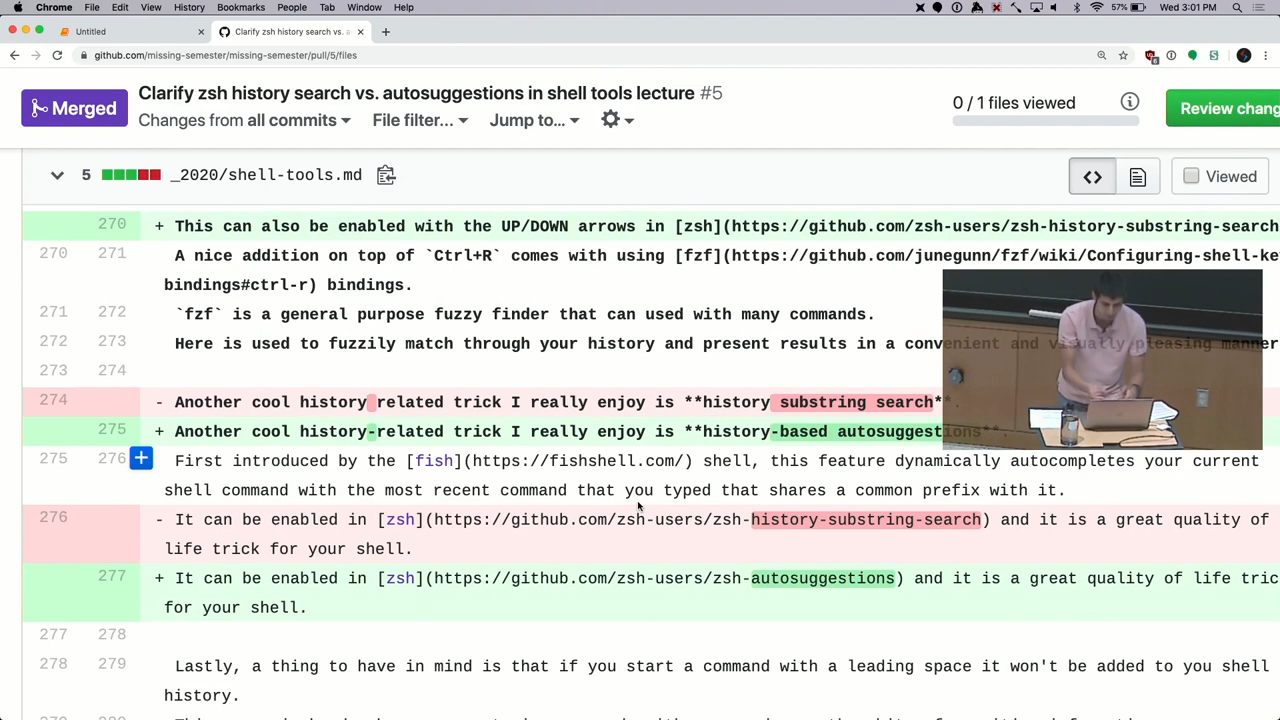 Chrome File Edit View History Bookmarks People Tab Window Help 57% Wed 3:01 PM
Untitled Clarify zsh history search vs. a
github.com/missing-semester/missing-semester/pull/5/files
Merged Clarify zsh history search vs. autosuggestions in shell tools lecture #5
Changes from all commits File filter... Jump to...
0 / 1 files viewed
Review chang
5 _2020/shell-tools.md Viewed
270 + This can also be enabled with the UP/DOWN arrows in [zsh](https://github.com/zsh-users/zsh-history-substring-search
270 271 A nice addition on top of `Ctrl+R` comes with using [fzf](https://github.com/junegunn/fzf/wiki/Configuring-shell-ke
bindings#ctrl-r) bindings.
271 272 `fzf` is a general purpose fuzzy finder that can used with many commands.
272 273 Here is used to fuzzily match through your history and present results in a convenient and visually pleasing manner
273 274
274 - Another cool history related trick I really enjoy is **history substring search**.
275 + Another cool history-related trick I really enjoy is **history-based autosuggestions**.
275 276 + First introduced by the [fish](https://fishshell.com/) shell, this feature dynamically autocompletes your current
shell command with the most recent command that you typed that shares a common prefix with it.
276 - It can be enabled in [zsh](https://github.com/zsh-users/zsh-history-substring-search) and it is a great quality of
life trick for your shell.
277 + It can be enabled in [zsh](https://github.com/zsh-users/zsh-autosuggestions) and it is a great quality of life tric
for your shell.
277 278
278 279 Lastly, a thing to have in mind is that if you start a command with a leading space it won't be added to you shell
history.